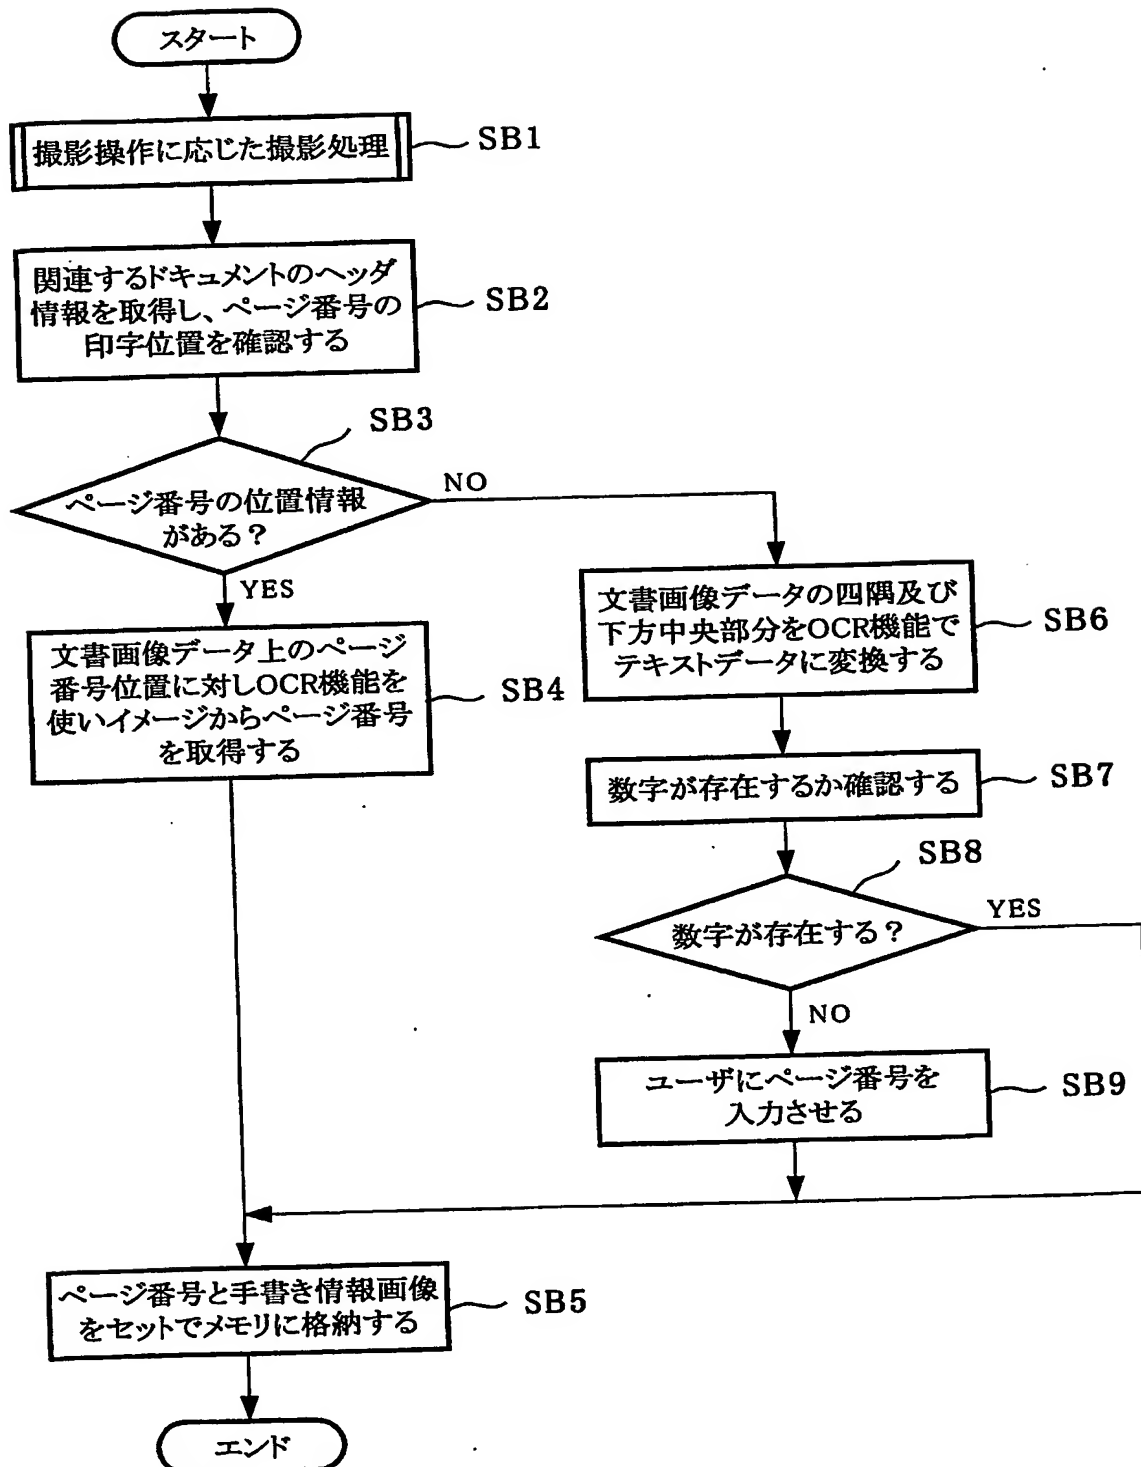 スタート
撮影操作に応じた撮影処理
SB1
関連するドキュメントのヘッダ
情報を取得し、ページ番号の
印字位置を確認する
SB2
SB3
ページ番号の位置情報
がある?
NO
YES
文書画像データ上のページ
番号位置に対しOCR機能を
使いイメージからページ番号
を取得する
SB4
文書画像データの四隅及び
下方中央部分をOCR機能で
テキストデータに変換する
SB6
数字が存在するか確認する
SB7
SB8
数字が存在する?
YES
NO
ユーザにページ番号を
入力させる
SB9
ページ番号と手書き情報画像
をセットでメモリに格納する
SB5
エンド